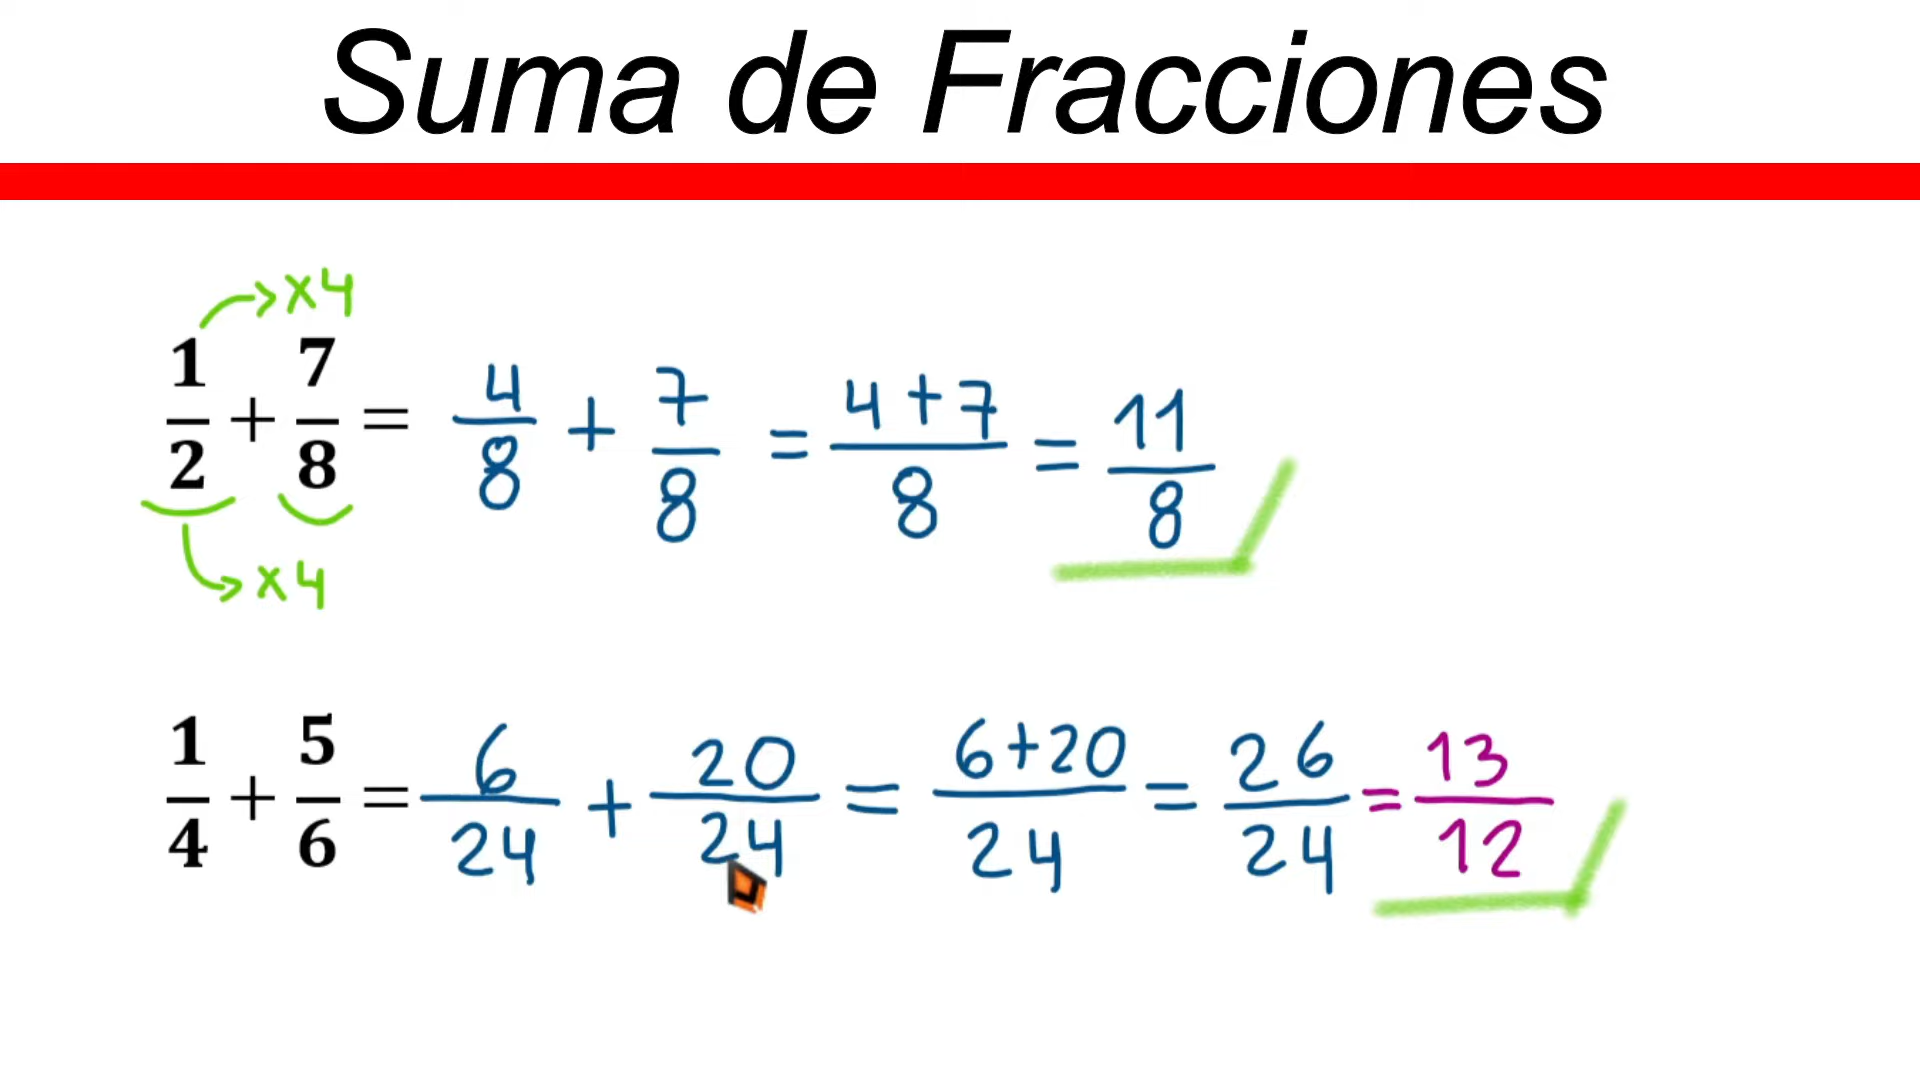 Suma de Fracciones
x4
1/2 + 7/8 = 4/8 + 7/8 = 4+7/8 = 11/8
x4
1/4 + 5/6 = 6/24 + 20/24 = 6+20/24 = 26/24 = 13/12